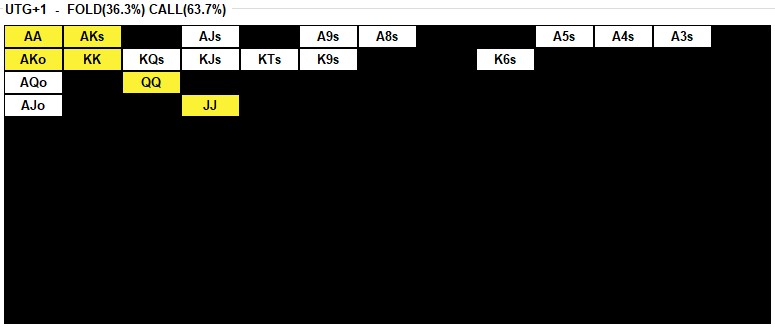 UTG+1 - FOLD(36.3%) CALL(63.7%)
AA AKs AJs A9s A8s A5s A4s A3s
AKo KK KQs KJs KTs K9s K6s
AQo QQ
AJo JJ